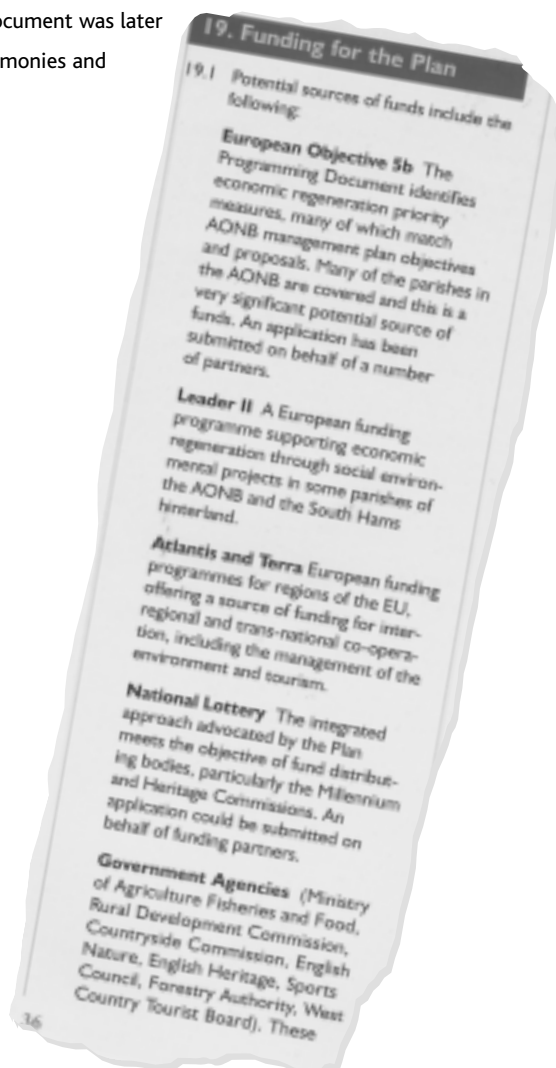 ocument was later
monies and
19. Funding for the Plan
19.1 Potential sources of funds include the
following:
European Objective 5b The
Programming Document identifies
economic regeneration priority
measures, many of which match
AONB management plan objectives
and proposals. Many of the parishes in
the AONB are covered and this is a
very significant potential source of
funds. An application has been
submitted on behalf of a number
of partners.
Leader II A European funding
programme supporting economic
regeneration through social environ-
mental projects in some parishes of
the AONB and the South Hams
hinterland.
Atlantis and Terra European funding
programmes for regions of the EU,
offering a source of funding for inter-
regional and trans-national co-opera-
tion, including the management of the
environment and tourism.
National Lottery The integrated
approach advocated by the Plan
meets the objective of fund distribut-
ing bodies, particularly the Millennium
and Heritage Commissions. An
application could be submitted on
behalf of funding partners.
Government Agencies (Ministry
of Agriculture Fisheries and Food,
Rural Development Commission,
Countryside Commission, English
Nature, English Heritage, Sports
Council, Forestry Authority, West
Country Tourist Board). These
36